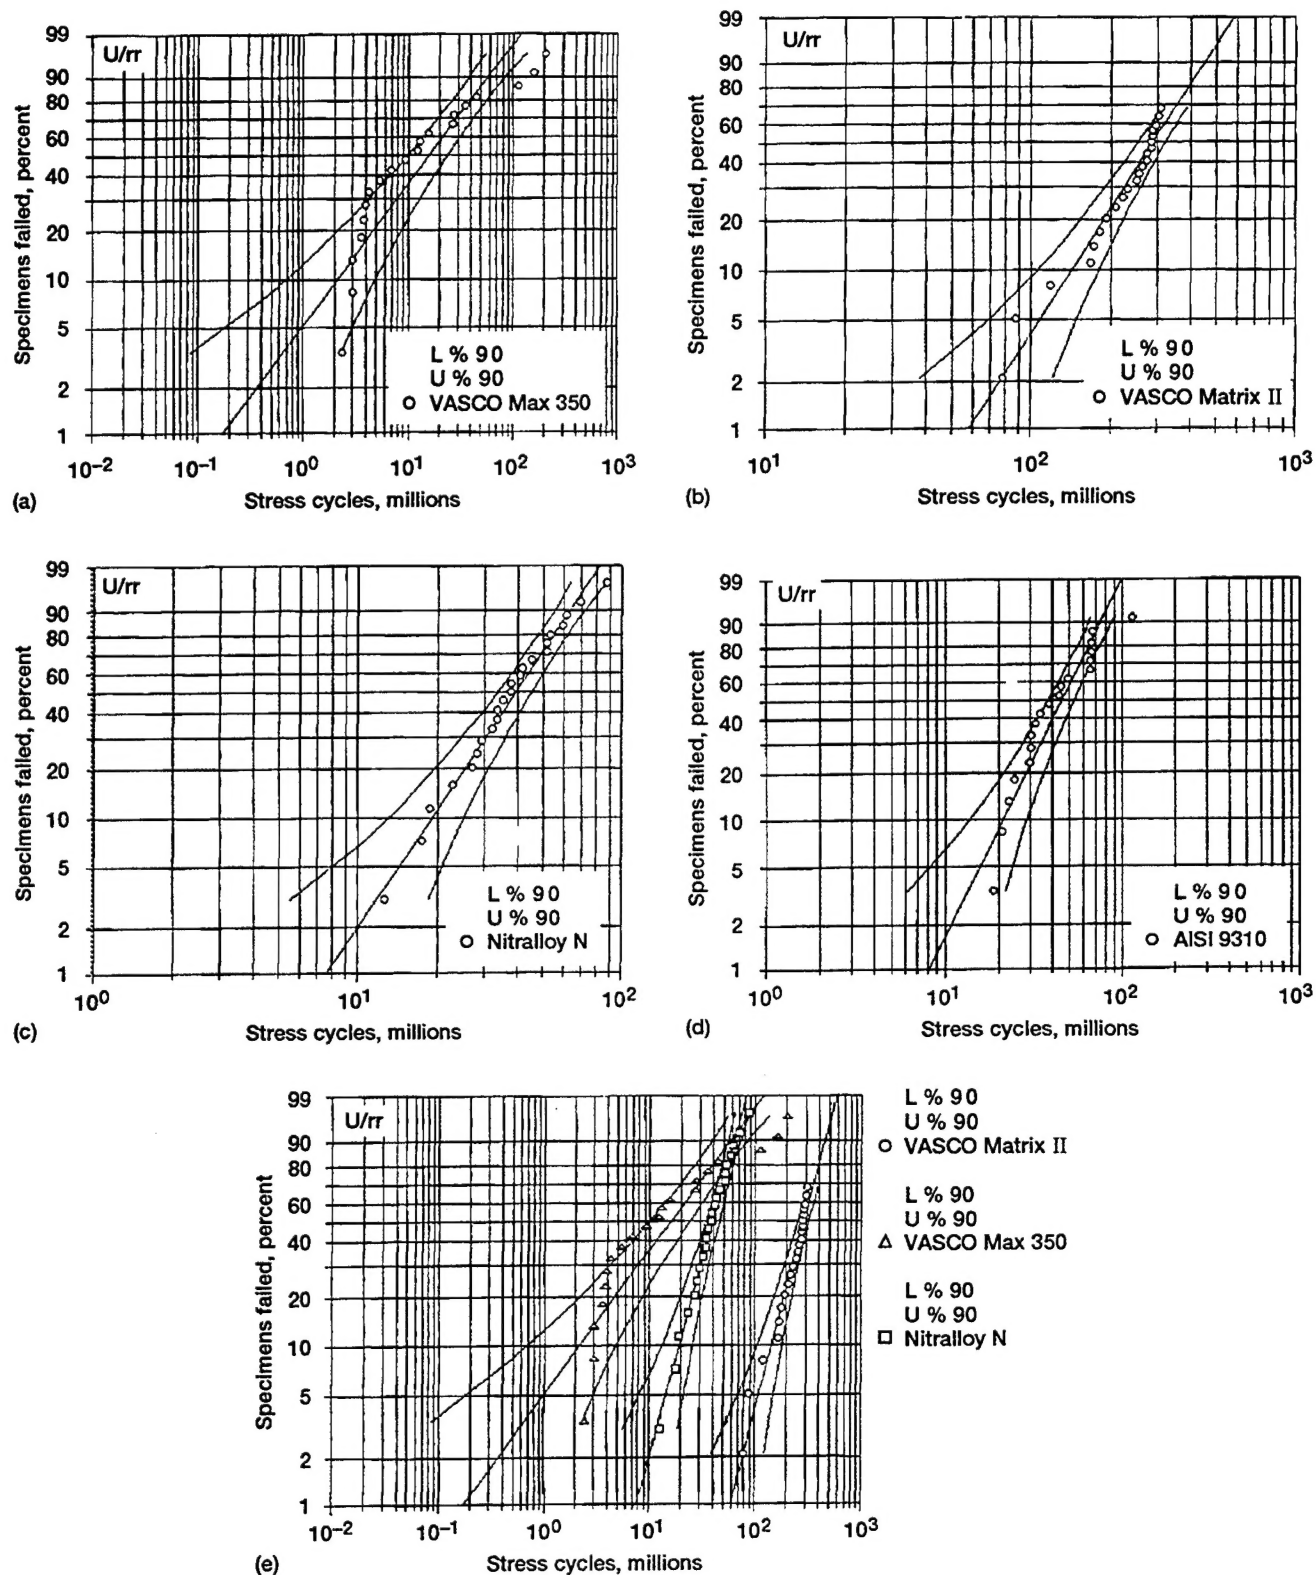 Specimens failed, percent
99
90
80
60
40
20
10
5
2
1
U/rr
L % 90
U % 90
VASCO Max 350
10⁻² 10⁻¹ 10⁰ 10¹ 10² 10³
(a) Stress cycles, millions
Specimens failed, percent
99
90
80
60
40
20
10
5
2
1
U/rr
L % 90
U % 90
VASCO Matrix II
10¹ 10² 10³
(b) Stress cycles, millions
Specimens failed, percent
99
90
80
60
40
20
10
5
2
1
U/rr
L % 90
U % 90
Nitralloy N
10⁰ 10¹ 10²
(c) Stress cycles, millions
Specimens failed, percent
99
90
80
60
40
20
10
5
2
1
U/rr
L % 90
U % 90
AISI 9310
10⁰ 10¹ 10² 10³
(d) Stress cycles, millions
Specimens failed, percent
99
90
80
60
40
20
10
5
2
1
U/rr
10⁻² 10⁻¹ 10⁰ 10¹ 10² 10³
(e) Stress cycles, millions
L % 90
U % 90
VASCO Matrix II
L % 90
U % 90
VASCO Max 350
L % 90
U % 90
Nitralloy N